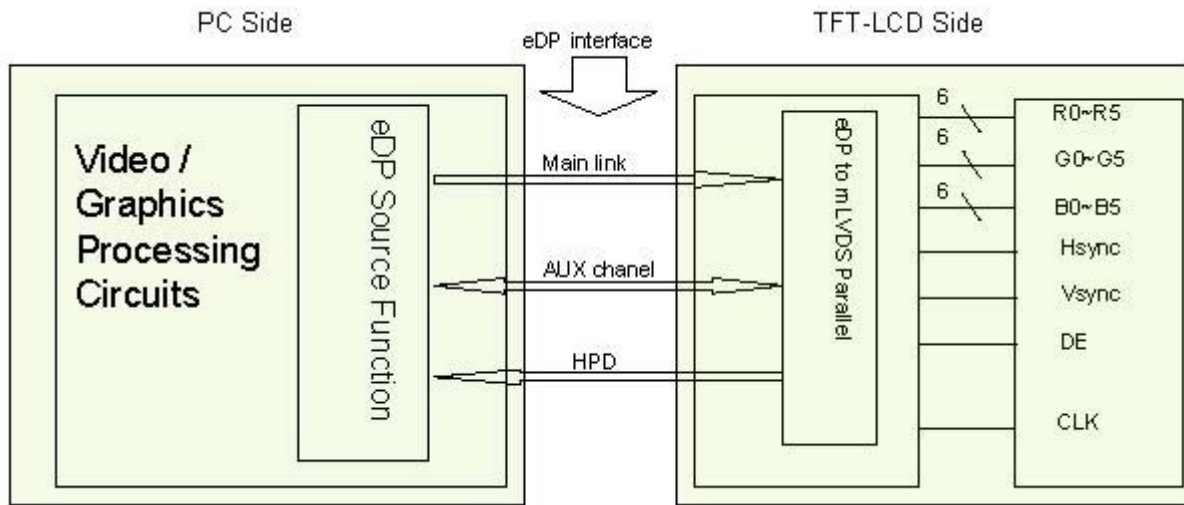 PC Side
eDP interface
TFT-LCD Side
Video /
Graphics
Processing
Circuits
eDP Source Function
Main link
AUX chanel
HPD
eDP to mLVDS Parallel
6
R0~R5
6
G0~G5
6
B0~B5
Hsync
Vsync
DE
CLK